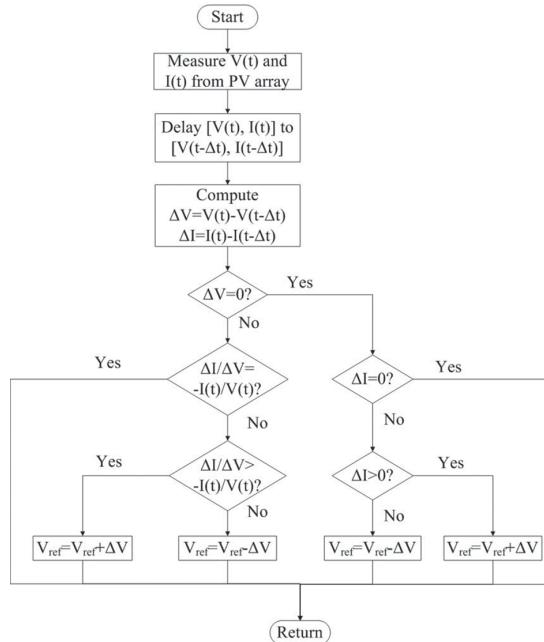 Start
Measure V(t) and
I(t) from PV array
Delay [V(t), I(t)] to
[V(t-Δt), I(t-Δt)]
Compute
ΔV=V(t)-V(t-Δt)
ΔI=I(t)-I(t-Δt)
ΔV=0?
Yes
No
Yes
ΔI/ΔV=
-I(t)/V(t)?
ΔI=0?
No
No
Yes
ΔI/ΔV>
-I(t)/V(t)?
ΔI>0?
Yes
No
No
Vref=Vref+ΔV
Vref=Vref-ΔV
Vref=Vref-ΔV
Vref=Vref+ΔV
Return